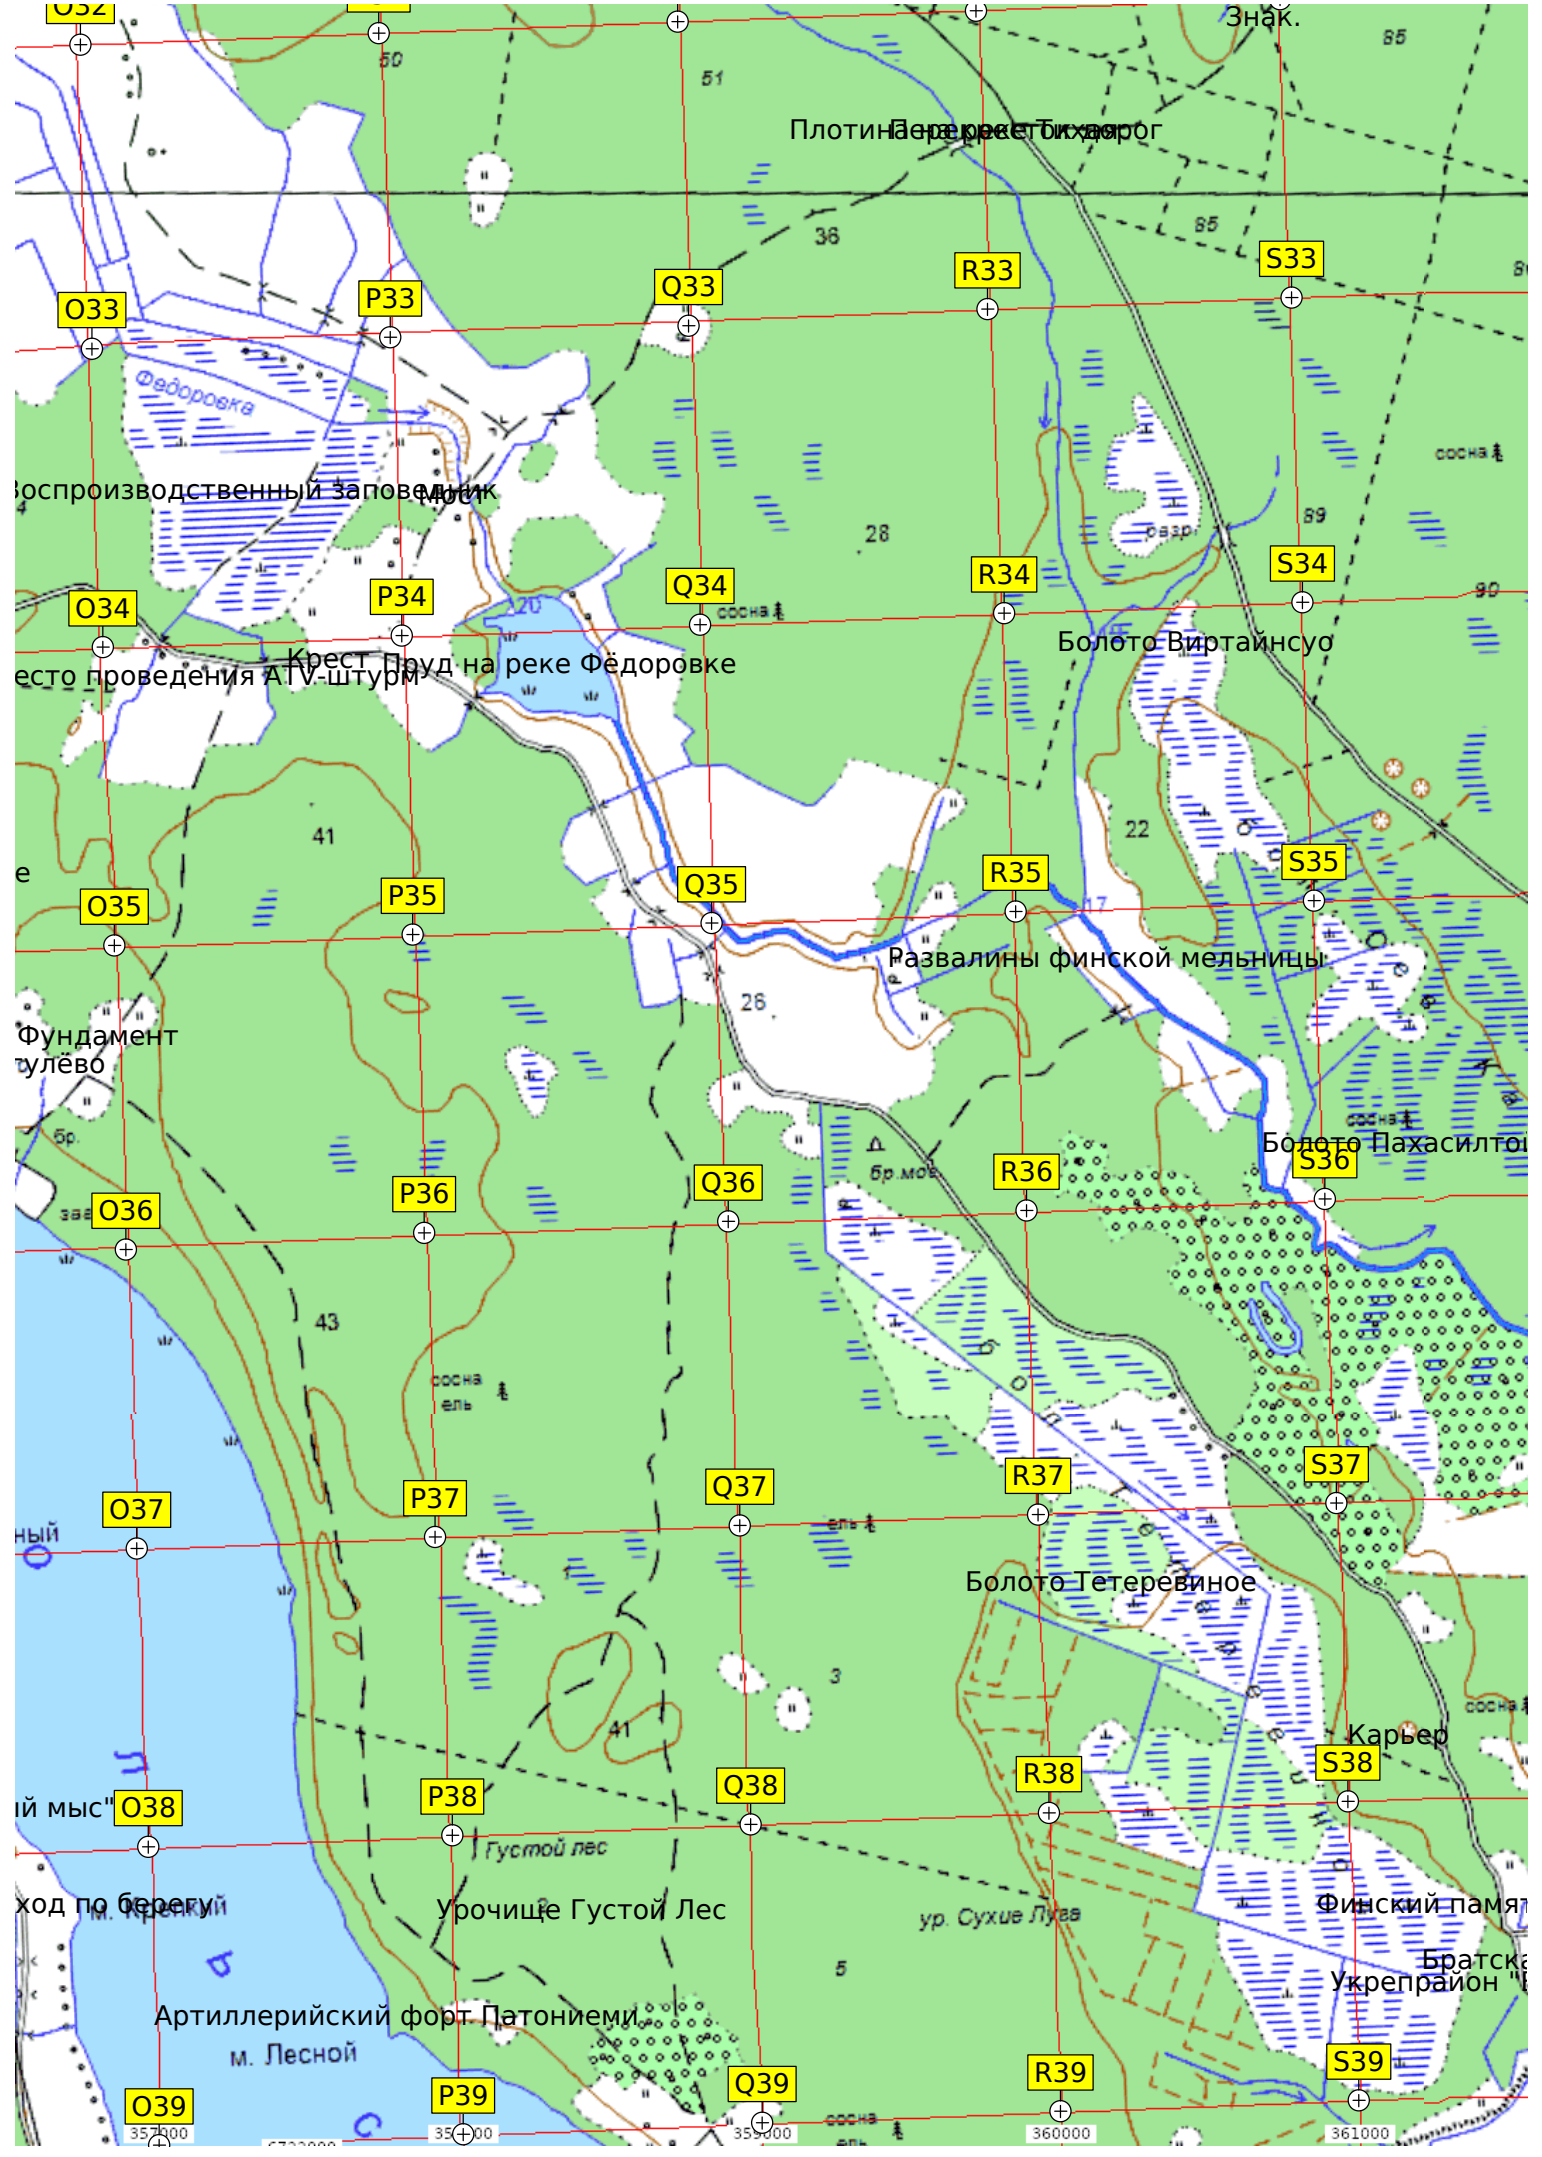 O32
Знак.
50
51
85
Плотина на реке Тихая
Перекресток дорог
36
85
S33
R33
Q33
P33
O33
Федоровка
сосна
Воспроизводственный заповедник
Мост
89
28
разр.
S34
R34
Q34
P34
O34
20
сосна
90
Болото Виртайнсуо
Крест
Пруд на реке Фёдоровке
есто проведения ATV-штурм
41
22
S35
R35
Q35
P35
O35
е
17
Развалины финской мельницы
26
Фундамент
улёво
бр.
сосна
Болото Пахасилто
S36
R36
Q36
P36
O36
бр.мог.
зав
43
сосна
ель
S37
R37
Q37
P37
O37
ный
ель
О
Болото Тетеревиное
3
41
сосна
Карьер
S38
R38
Q38
P38
O38
Л
ий мыс"
Густой лес
ход по берегу
м. Крепкий
Урочище Густой Лес
ур. Сухие Луга
Финский памят
Братска
Укрепрайон "
5
Ь
Артиллерийский форт Патониеми
м. Лесной
S39
R39
Q39
P39
O39
С
сосна
ель
357000
359000
360000
361000